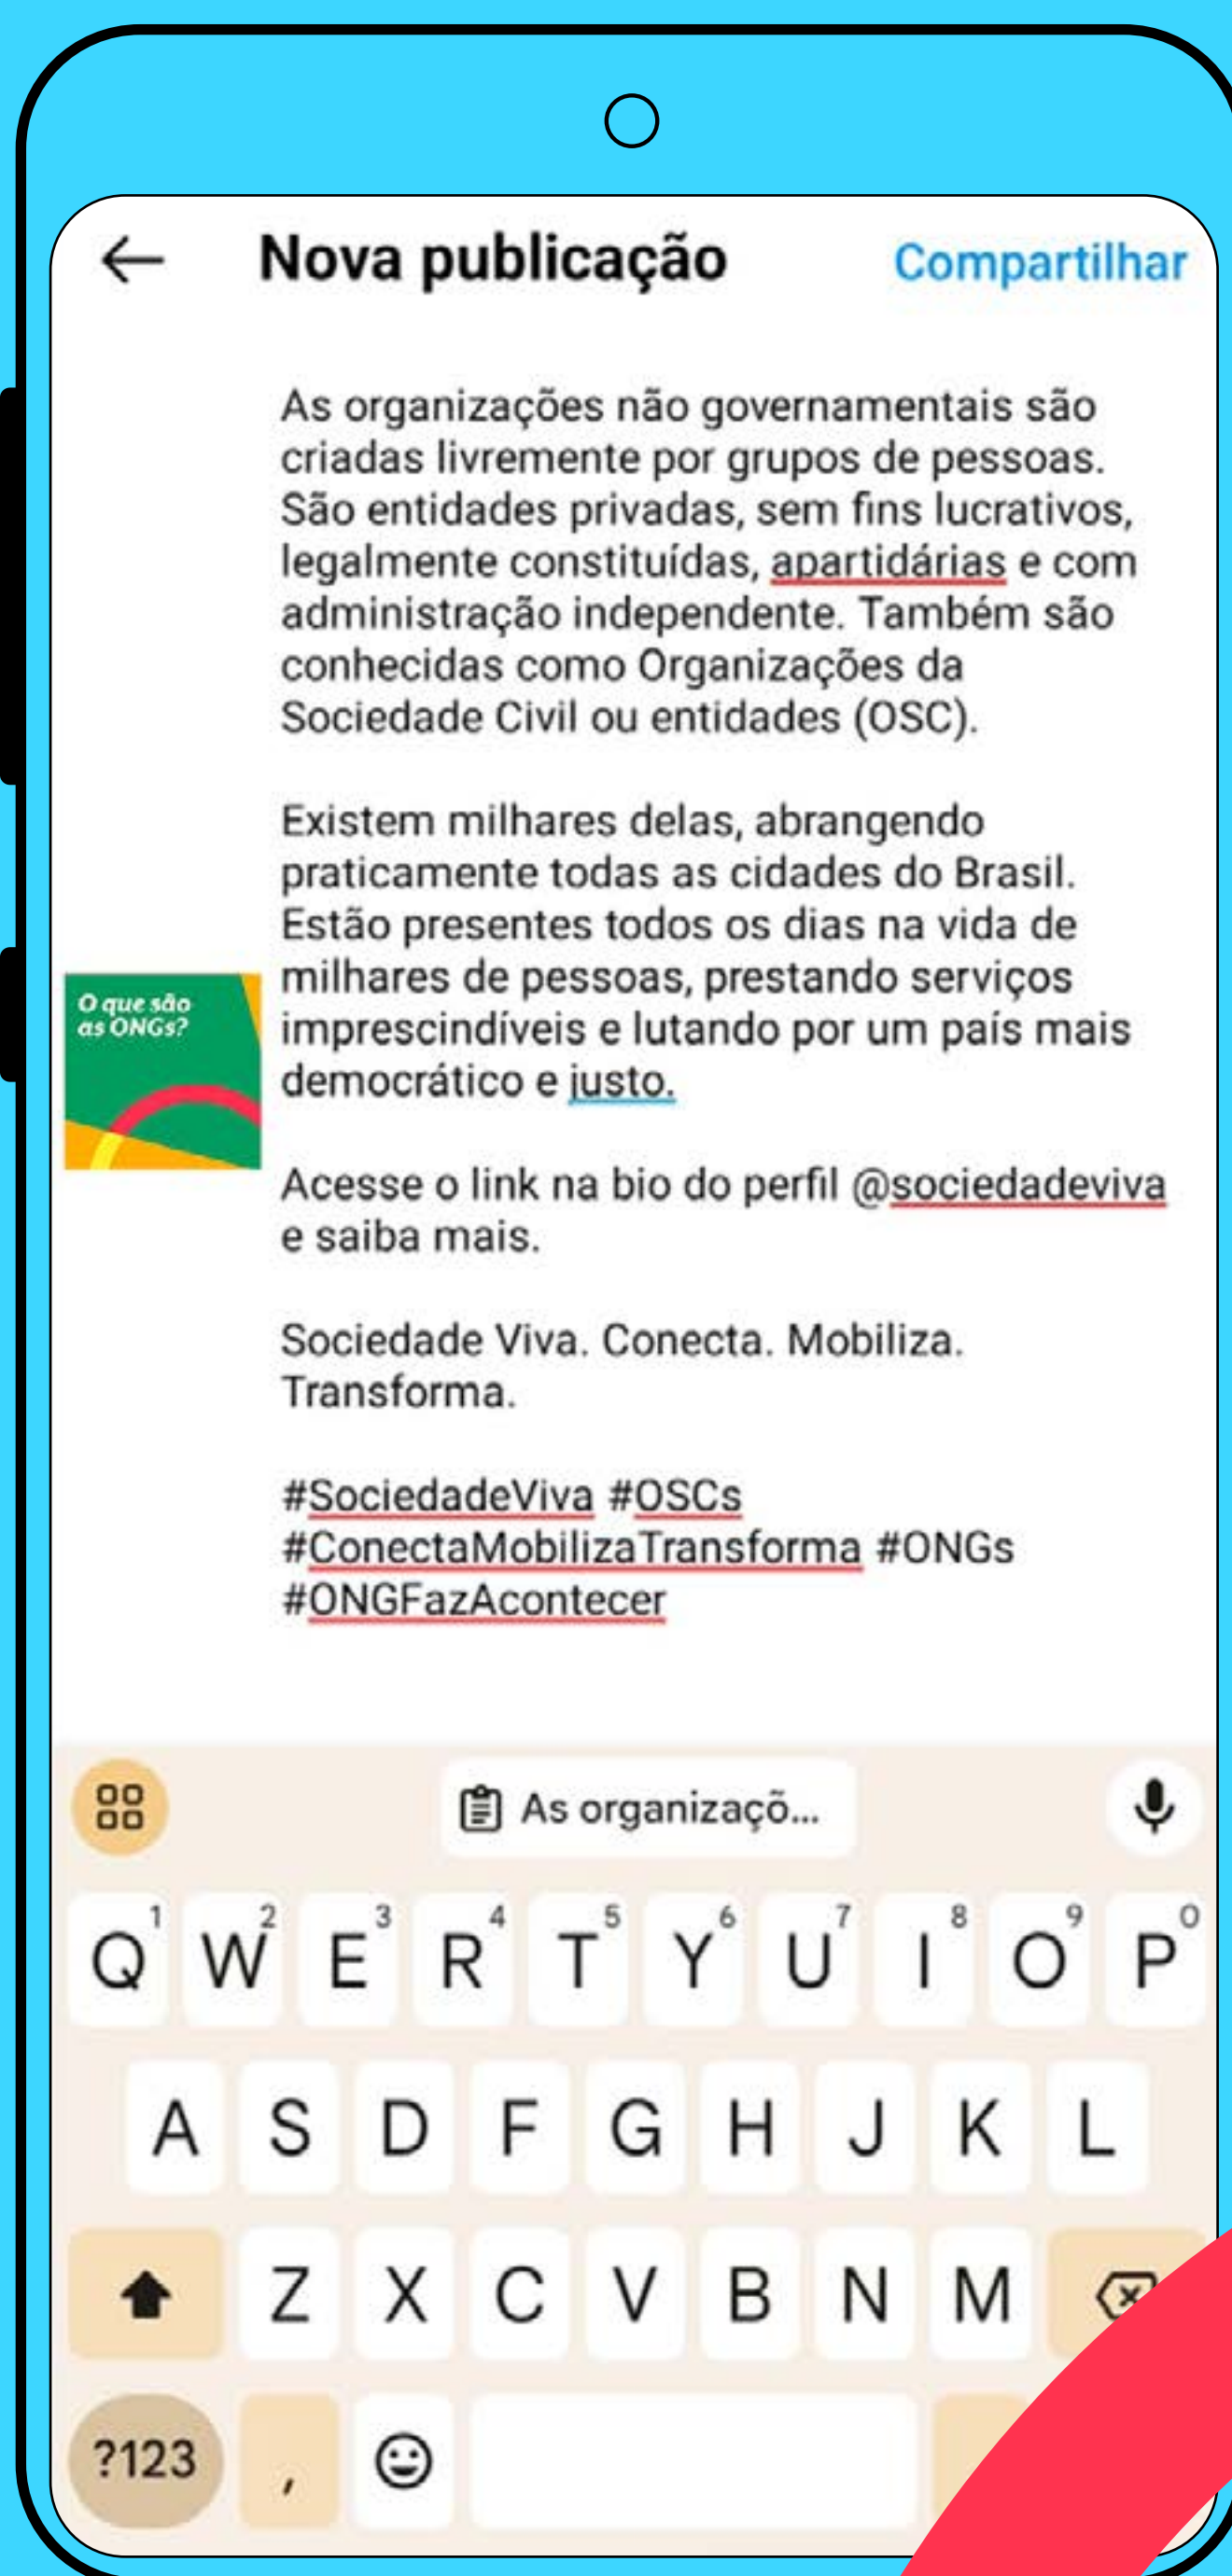 Nova publicação
Compartilhar
As organizações não governamentais são
criadas livremente por grupos de pessoas.
São entidades privadas, sem fins lucrativos,
legalmente constituídas, apartidárias e com
administração independente. Também são
conhecidas como Organizações da
Sociedade Civil ou entidades (OSC).
Existem milhares delas, abrangendo
praticamente todas as cidades do Brasil.
Estão presentes todos os dias na vida de
milhares de pessoas, prestando serviços
imprescindíveis e lutando por um país mais
democrático e justo.
O que são
as ONGs?
Acesse o link na bio do perfil @sociedadeviva
e saiba mais.
Sociedade Viva. Conecta. Mobiliza.
Transforma.
#SociedadeViva #OSCs
#ConectaMobilizaTransforma #ONGs
#ONGFazAcontecer
As organizaçõ...
1 2 3 4 5 6 7 8 9 0
Q W E R T Y U I O P
A S D F G H J K L
Z X C V B N M
?123 ,